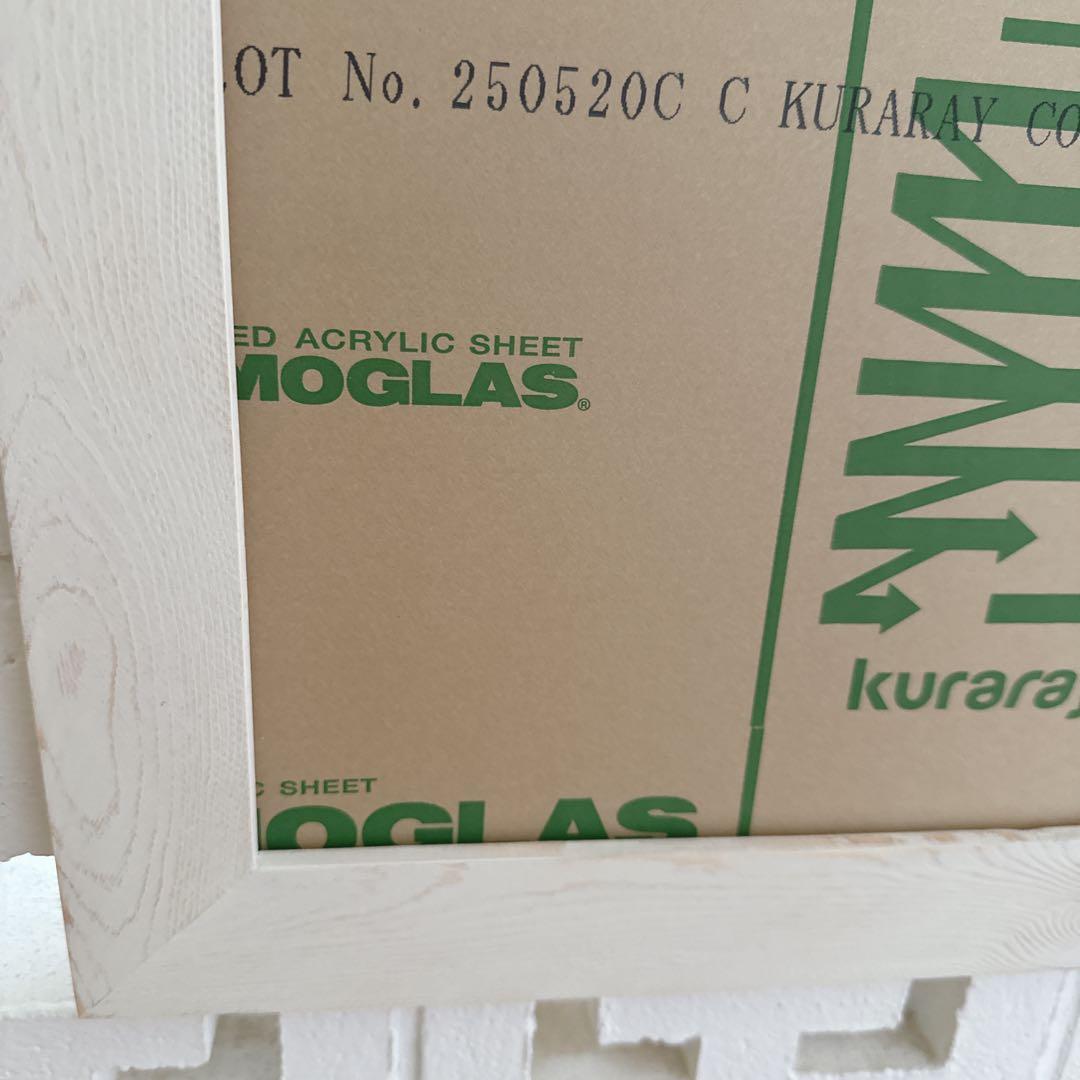 LOT No. 250520C C KURARAY CO
ED ACRYLIC SHEET
MOGLAS®
kuraray
C SHEET
MOGLAS